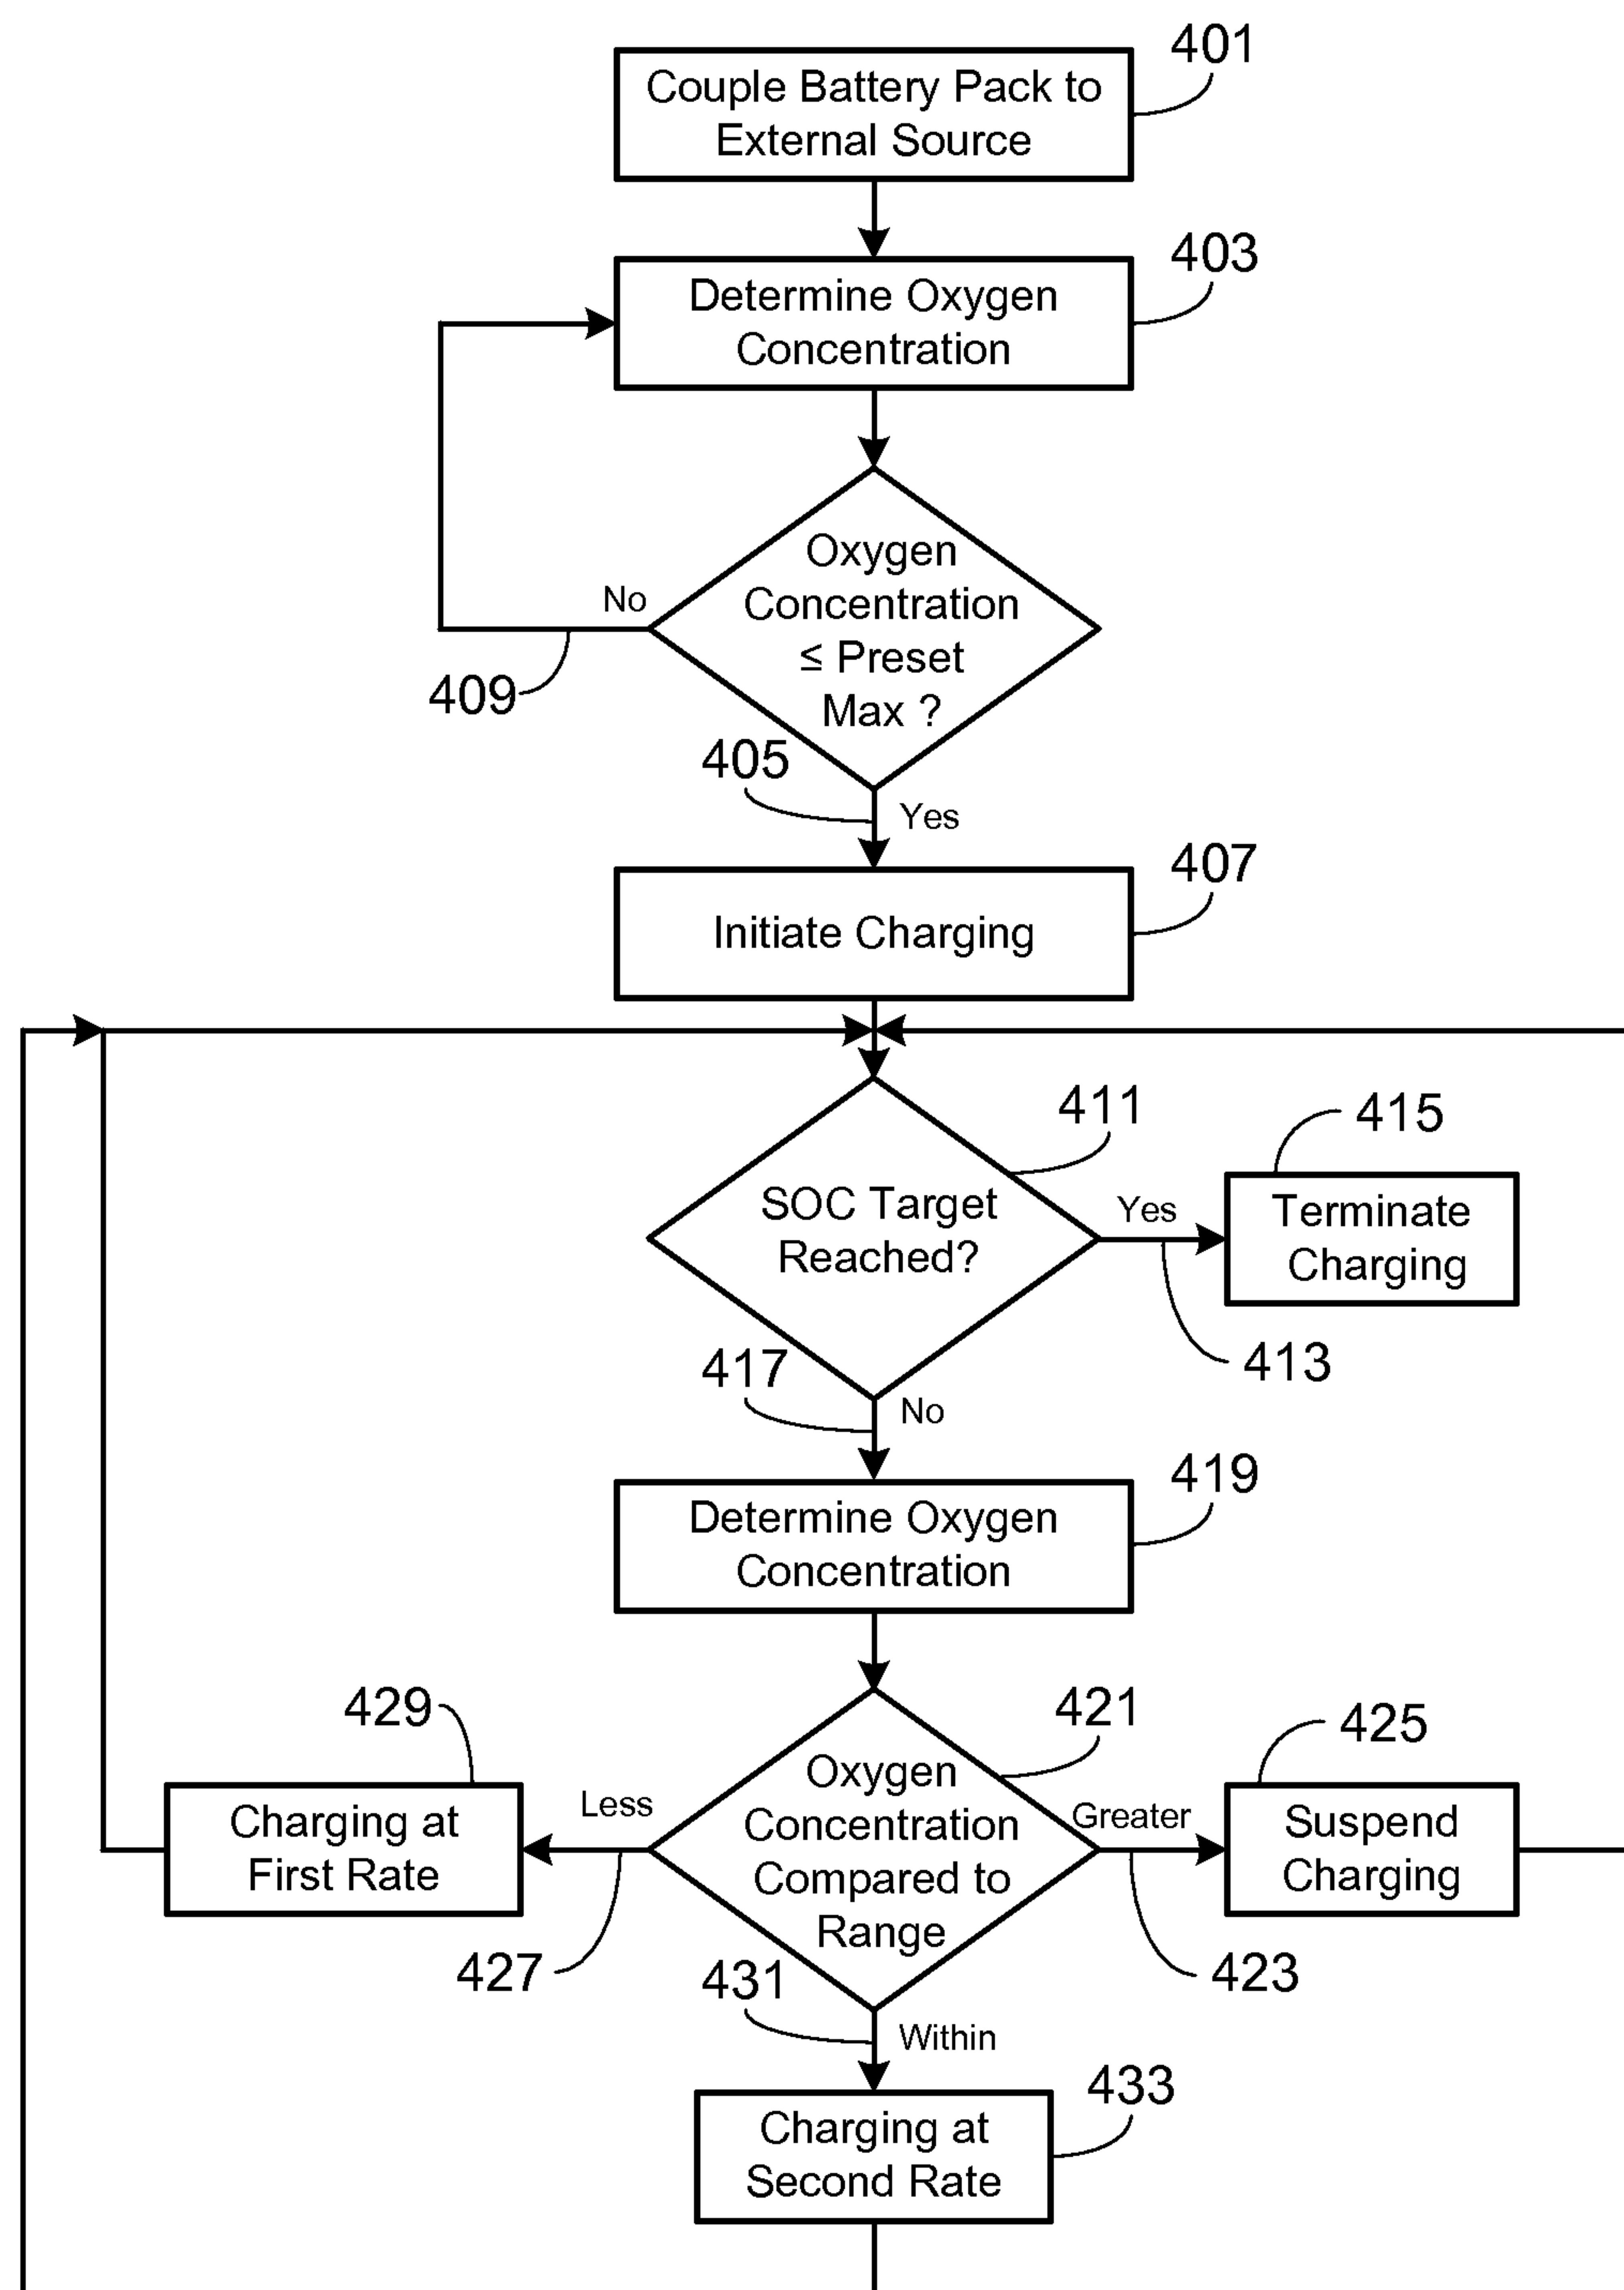 401
Couple Battery Pack to
External Source
403
Determine Oxygen
Concentration
Oxygen
Concentration
≤ Preset
Max ?
No
409
405
Yes
407
Initiate Charging
411
415
SOC Target
Reached?
Yes
Terminate
Charging
413
417
No
419
Determine Oxygen
Concentration
429
421
425
Charging at
First Rate
Less
Oxygen
Concentration
Compared to
Range
Greater
Suspend
Charging
427
431
423
Within
433
Charging at
Second Rate